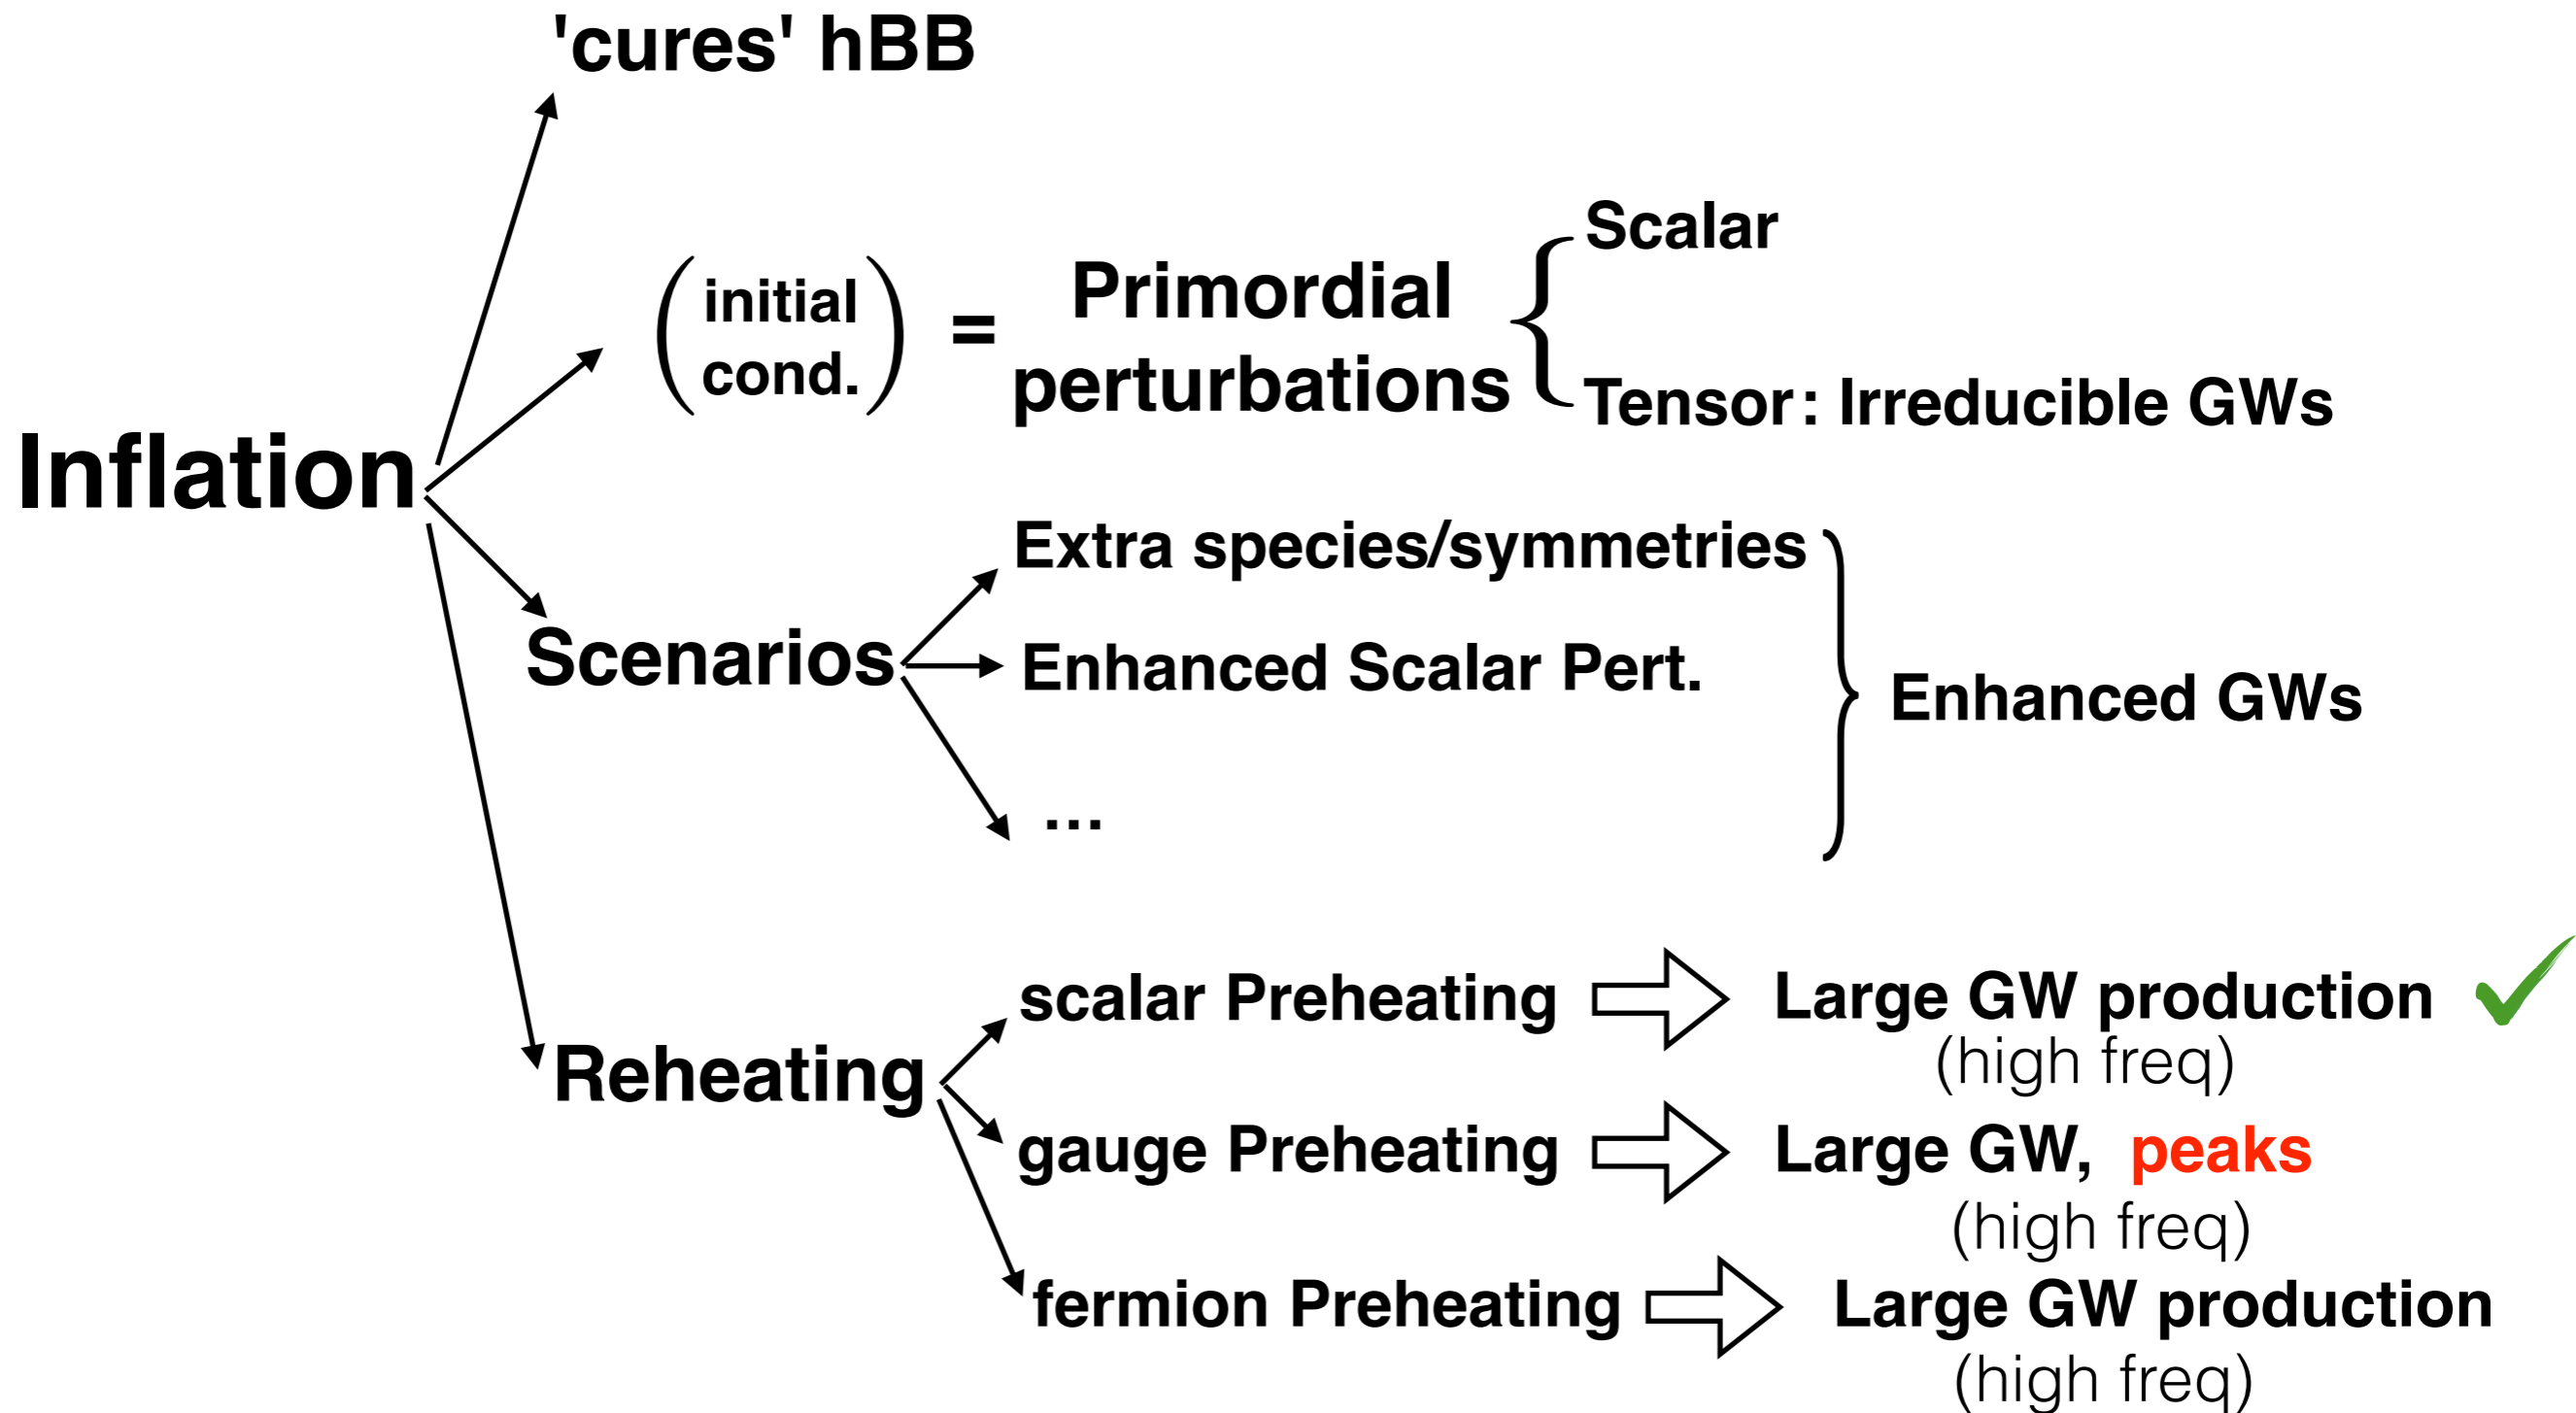 'cures' hBB
initial
cond.
=
Primordial
perturbations
Scalar
Tensor: Irreducible GWs
Inflation
Scenarios
Extra species/symmetries
Enhanced Scalar Pert.
...
Enhanced GWs
Reheating
scalar Preheating
Large GW production
(high freq)
gauge Preheating
Large GW, peaks
(high freq)
fermion Preheating
Large GW production
(high freq)